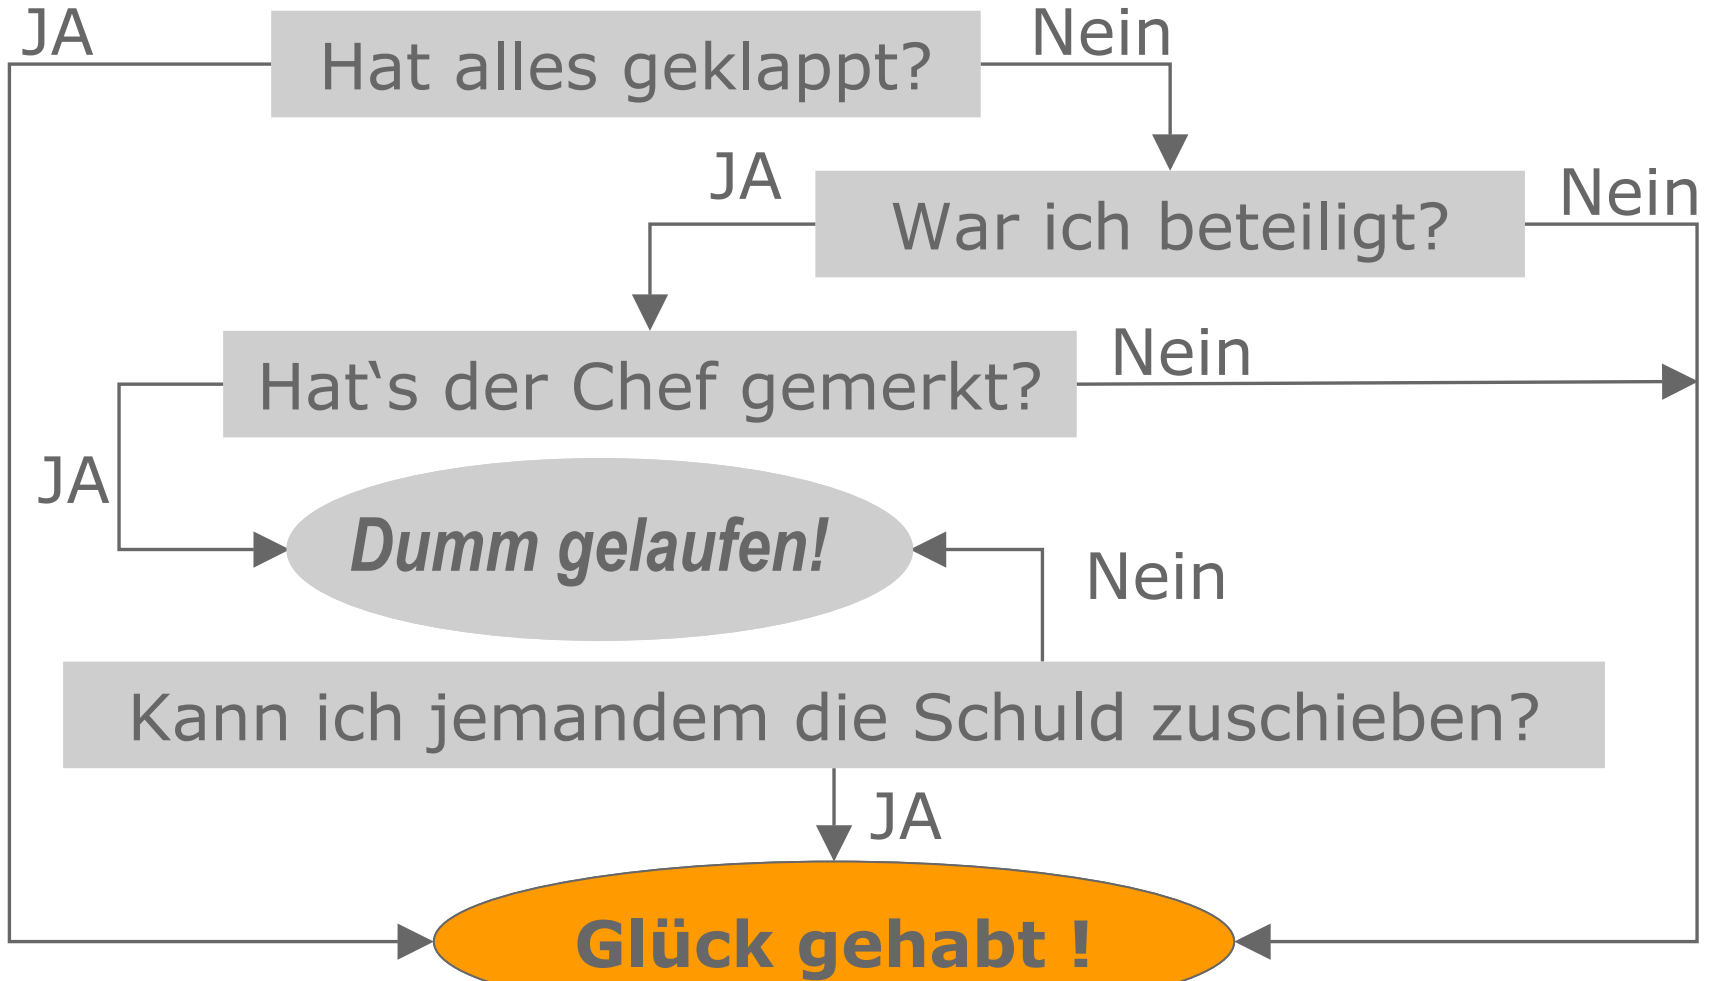 JA
Hat alles geklappt?
Nein
JA
War ich beteiligt?
Nein
Hat‘s der Chef gemerkt?
Nein
JA
Dumm gelaufen!
Nein
Kann ich jemandem die Schuld zuschieben?
JA
Glück gehabt !